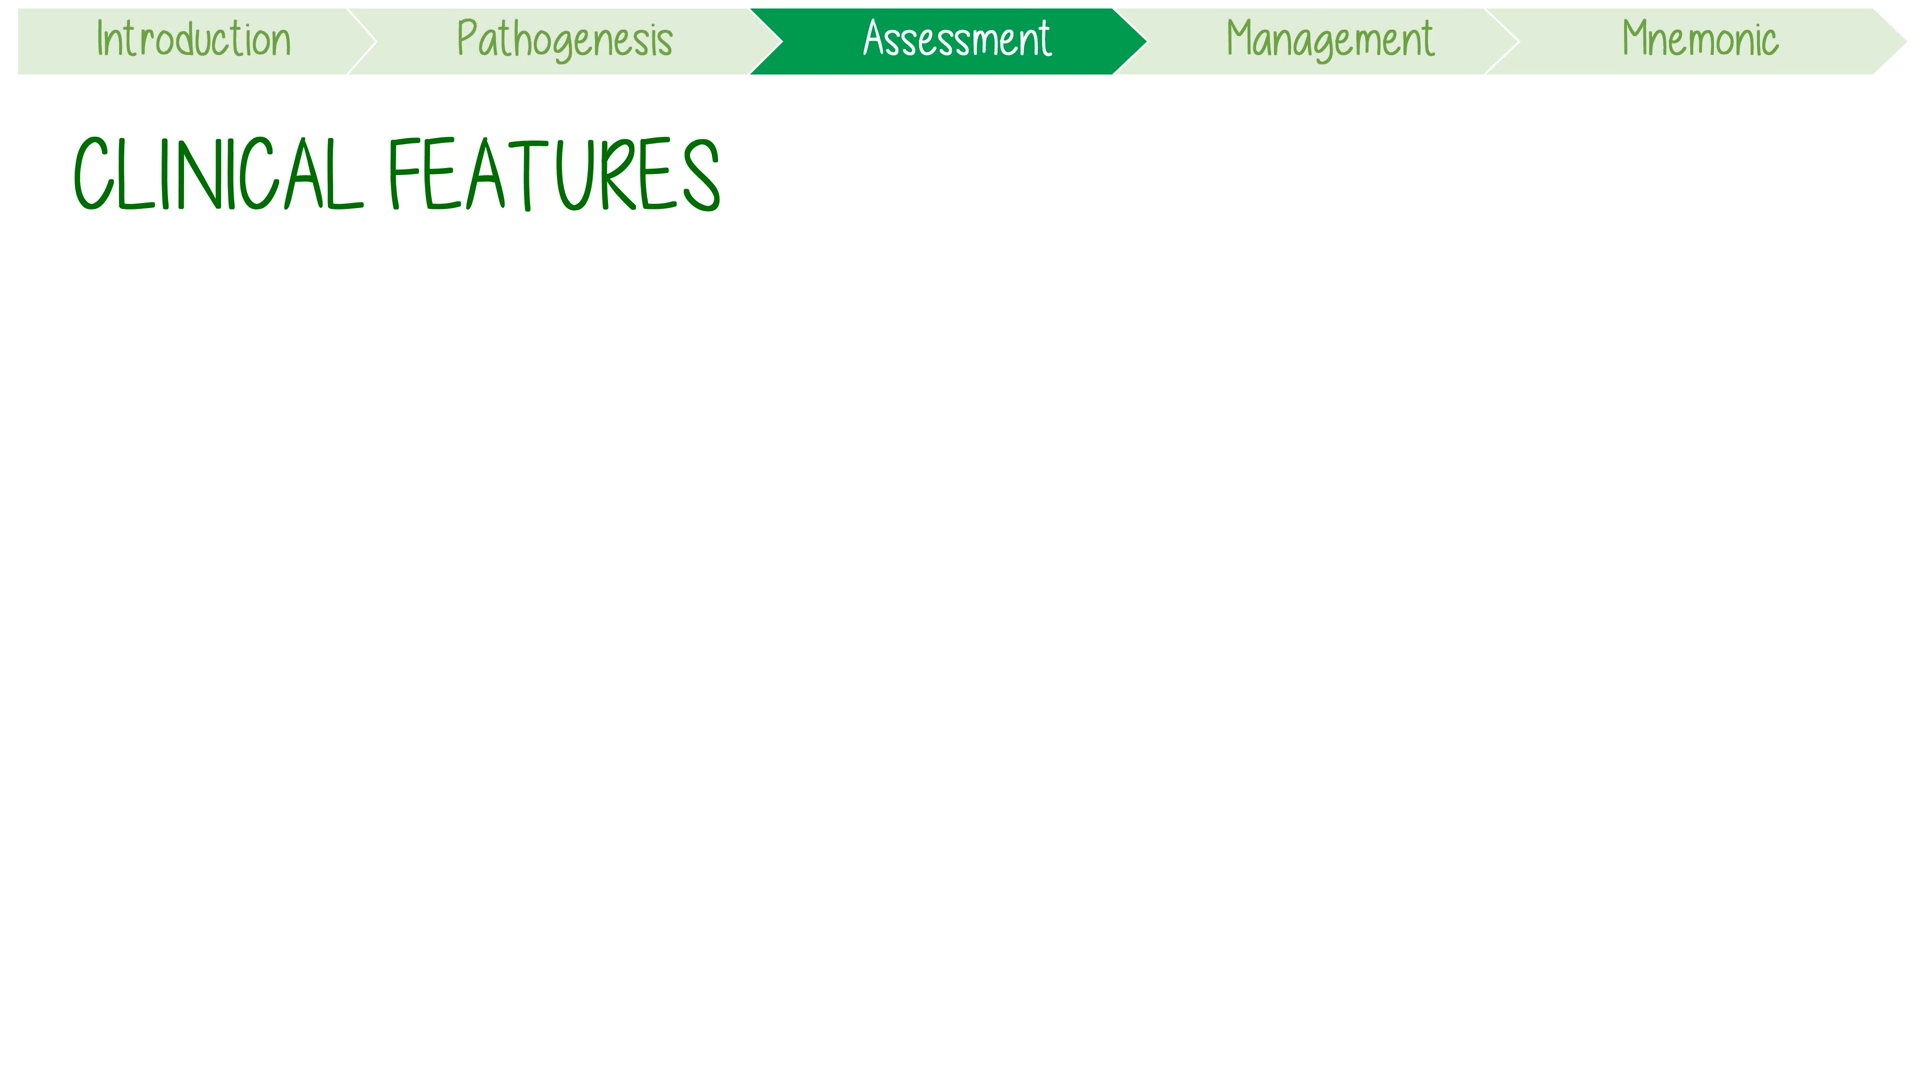 Introduction Pathogenesis Assessment Management Mnemonic
CLINICAL FEATURES